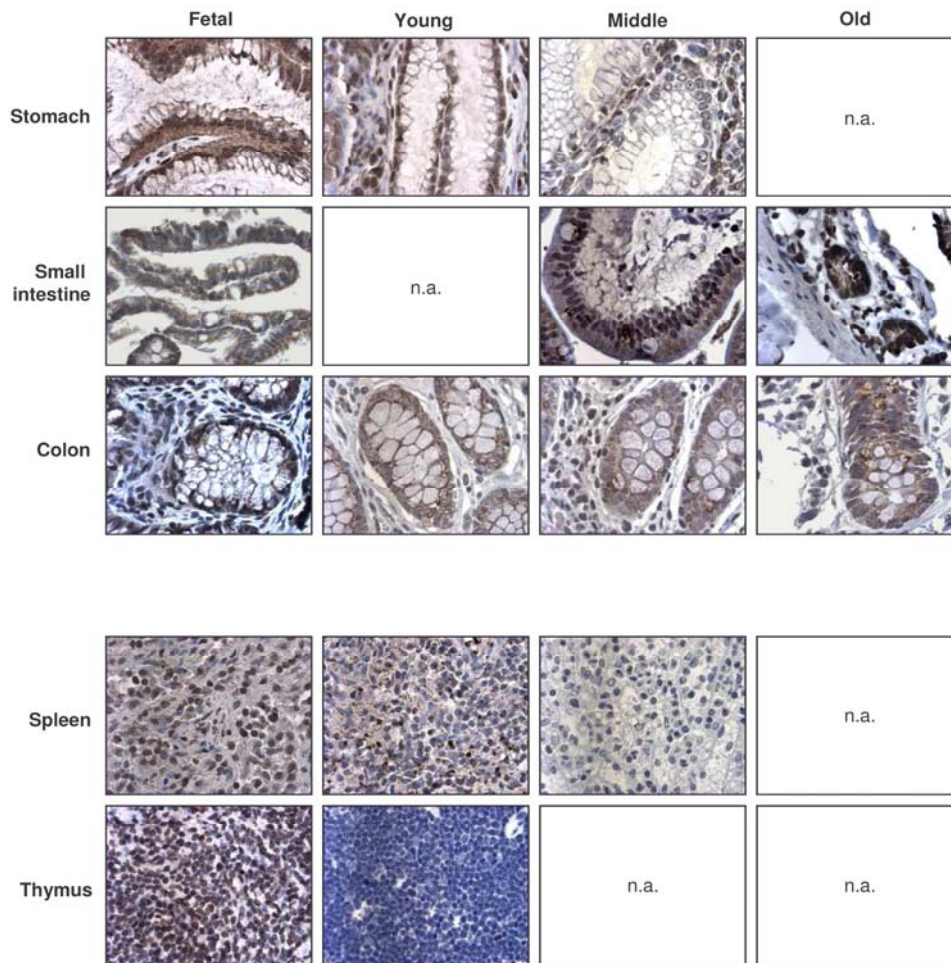 Fetal Young Middle Old
Stomach
n.a.
Small
intestine
n.a.
Colon
Spleen
n.a.
Thymus
n.a. n.a.